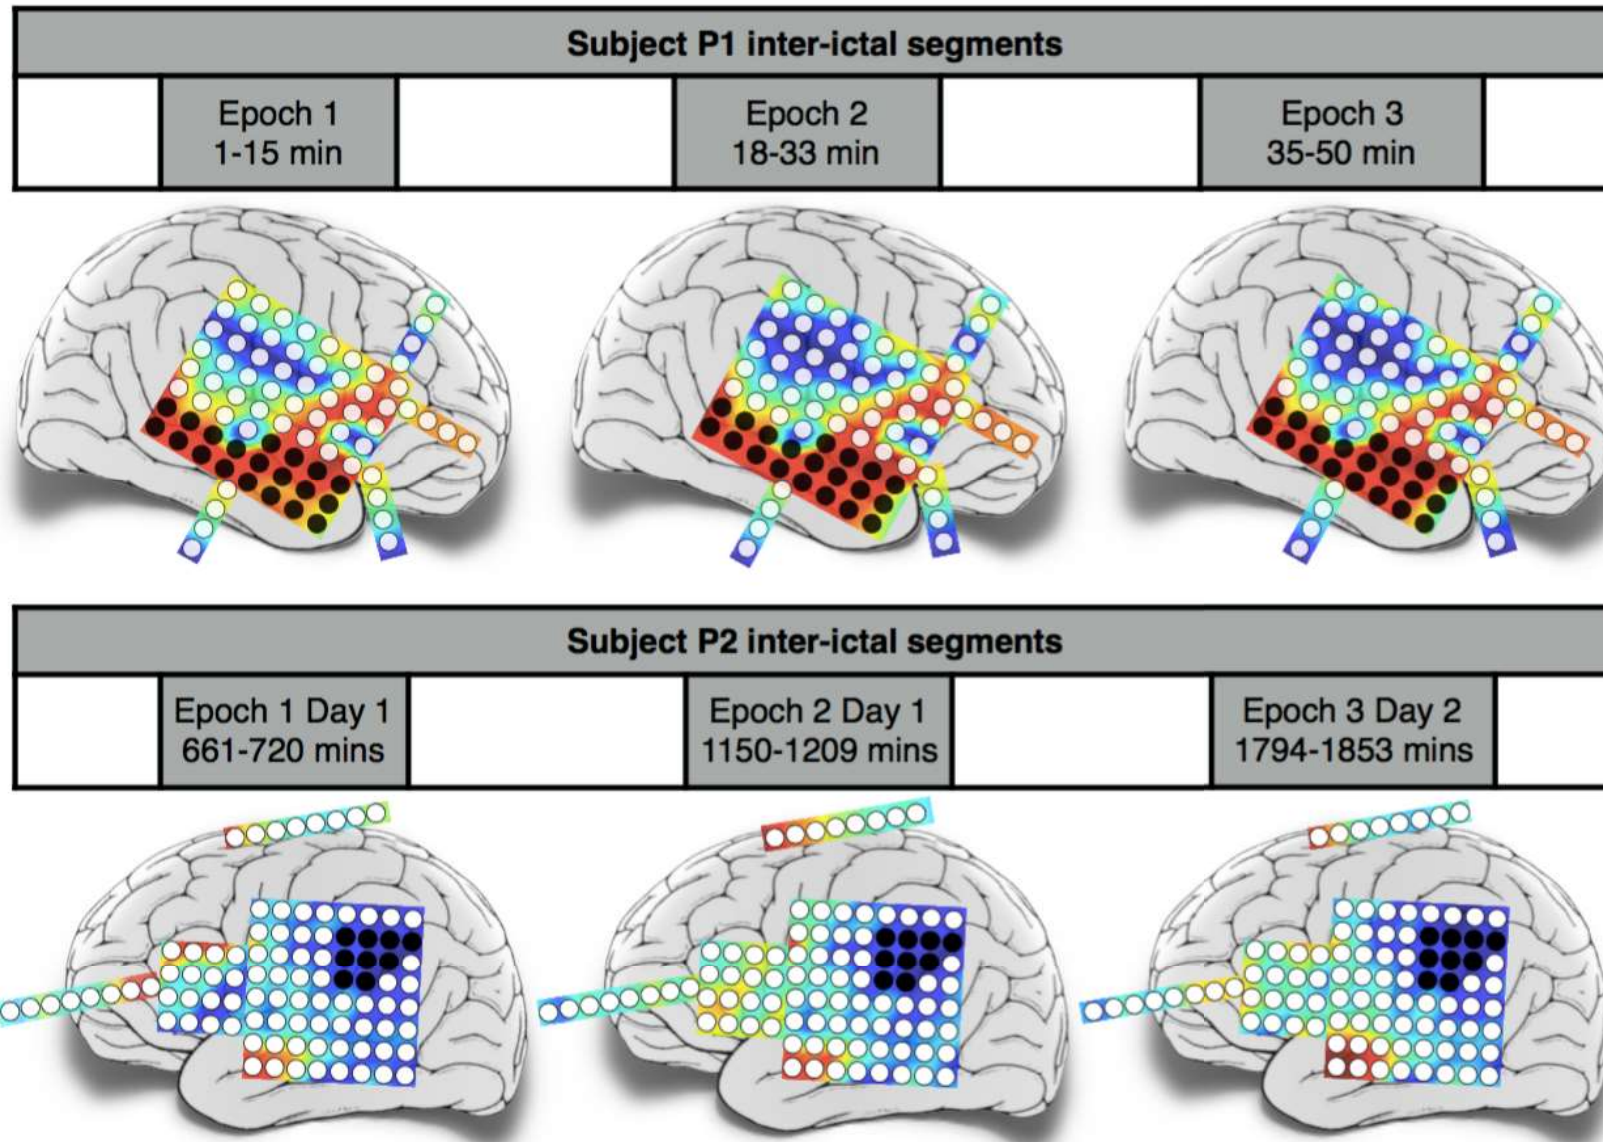 Subject P1 inter-ictal segments
Epoch 1
1-15 min
Epoch 2
18-33 min
Epoch 3
35-50 min
Subject P2 inter-ictal segments
Epoch 1 Day 1
661-720 mins
Epoch 2 Day 1
1150-1209 mins
Epoch 3 Day 2
1794-1853 mins